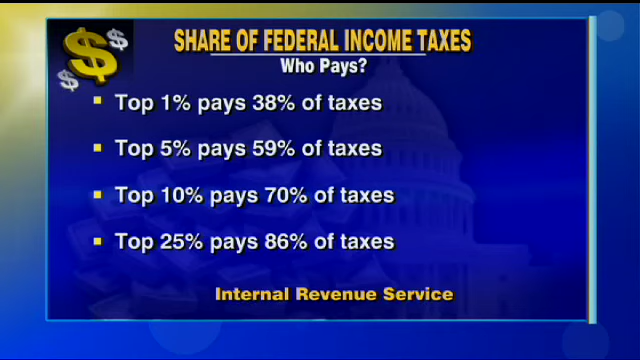 SHARE OF FEDERAL INCOME TAXES
Who Pays?
Top 1% pays 38% of taxes
Top 5% pays 59% of taxes
Top 10% pays 70% of taxes
Top 25% pays 86% of taxes
Internal Revenue Service